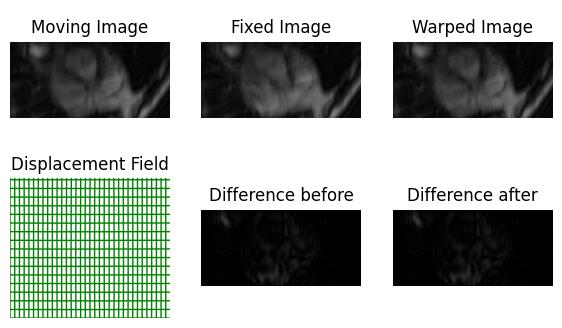 Moving Image
Fixed Image
Warped Image
Displacement Field
Difference before
Difference after